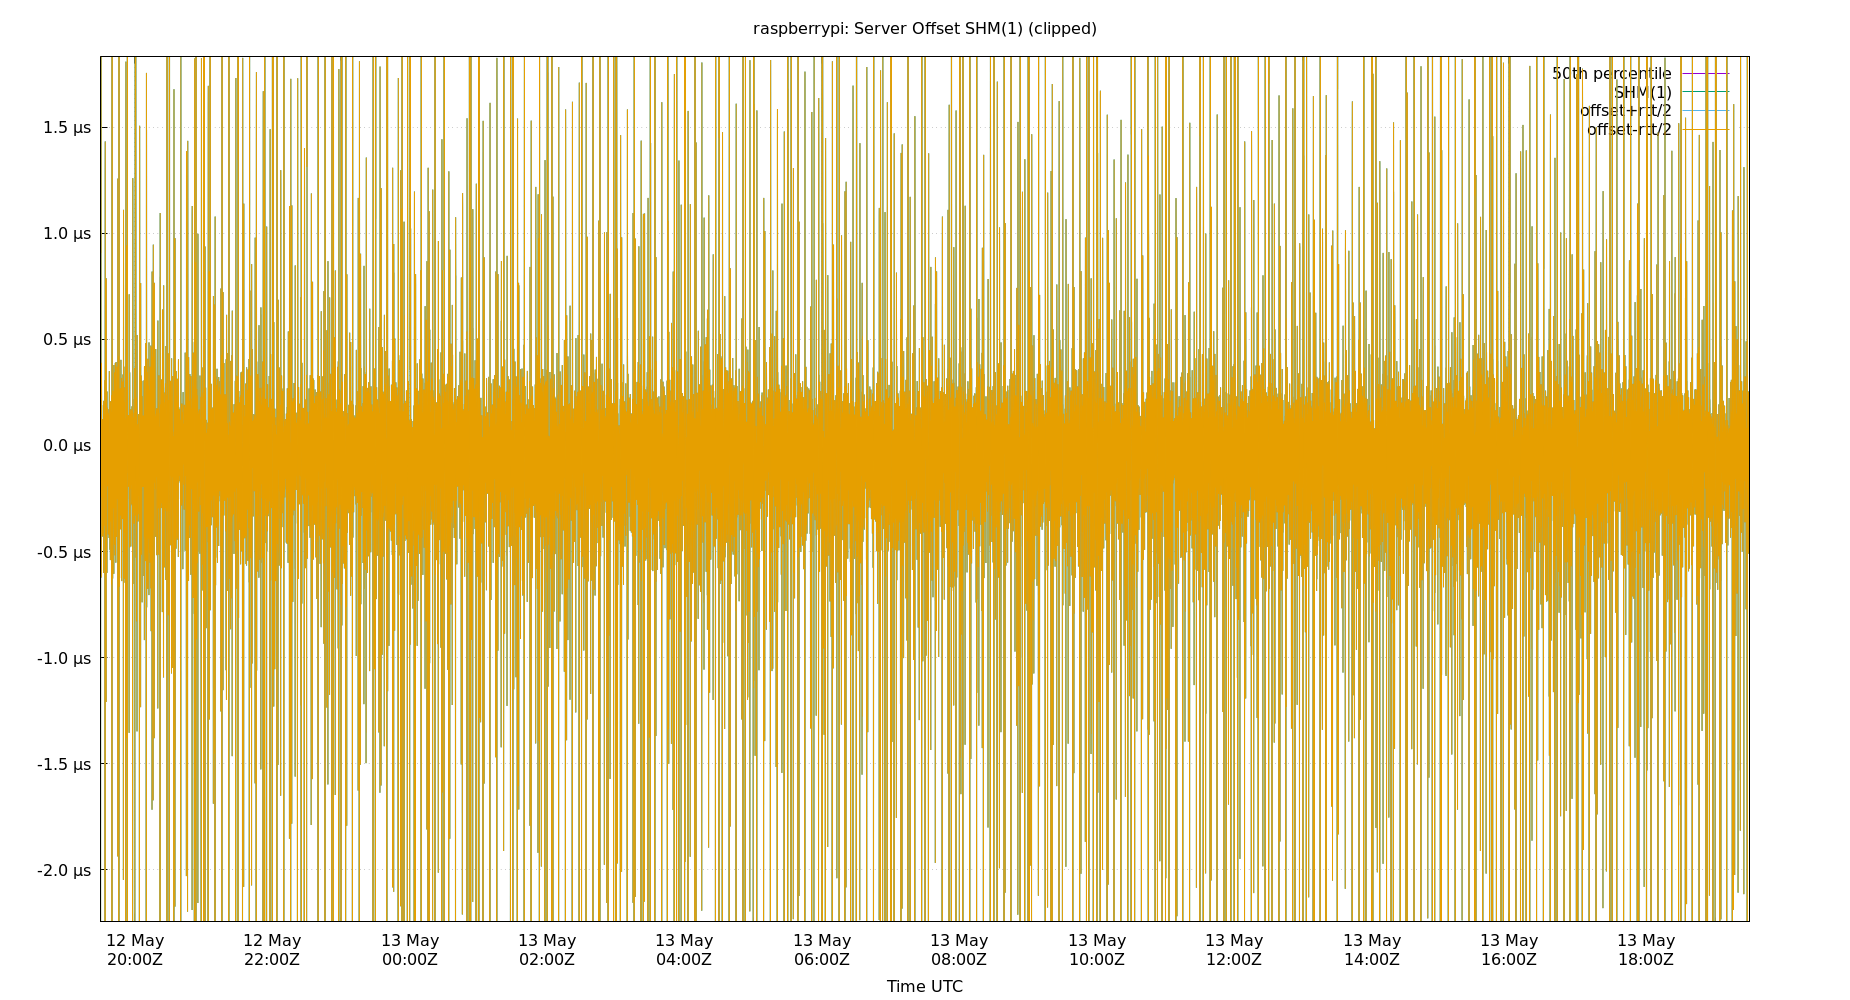 raspberrypi: Server Offset SHM(1) (clipped)
50th percentile
SHM(1)
offset+rtt/2
offset-rtt/2
1.5 µs
1.0 µs
0.5 µs
0.0 µs
-0.5 µs
-1.0 µs
-1.5 µs
-2.0 µs
12 May 12 May 13 May 13 May 13 May 13 May 13 May 13 May 13 May 13 May 13 May 13 May
20:00Z 22:00Z 00:00Z 02:00Z 04:00Z 06:00Z 08:00Z 10:00Z 12:00Z 14:00Z 16:00Z 18:00Z
Time UTC